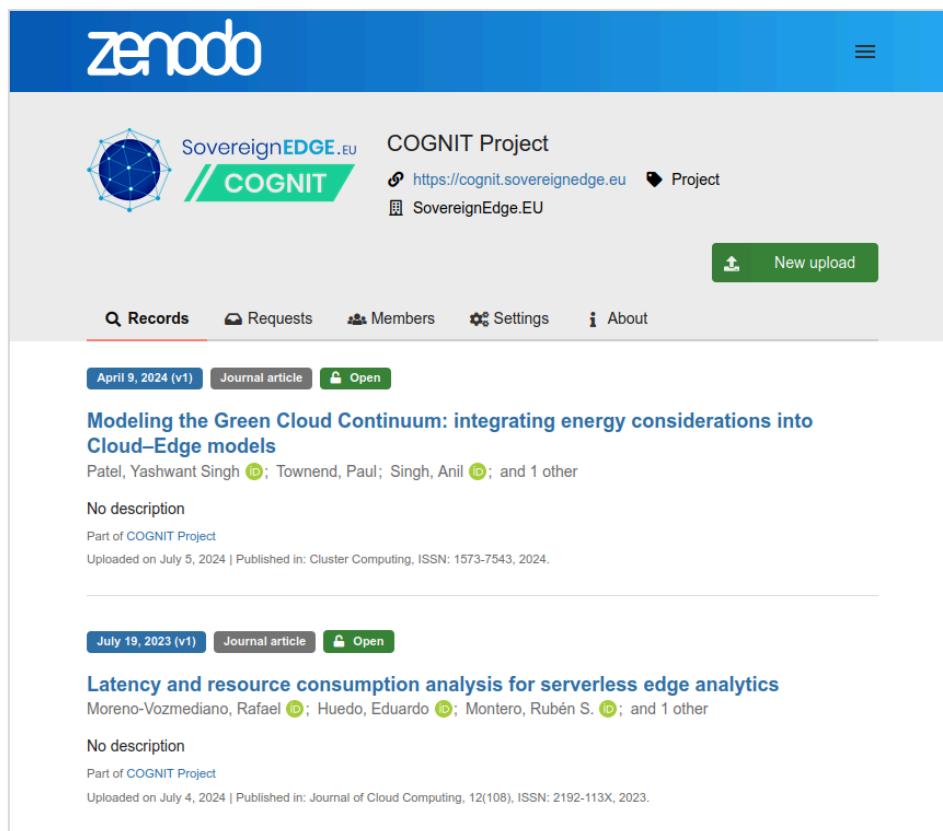 zenodo
SovereignEDGE.EU
COGNIT
COGNIT Project
https://cognit.sovereignedge.eu Project
SovereignEdge.EU
New upload
Records Requests Members Settings About
April 9, 2024 (v1) Journal article Open
Modeling the Green Cloud Continuum: integrating energy considerations into
Cloud–Edge models
Patel, Yashwant Singh iD; Townend, Paul; Singh, Anil iD; and 1 other
No description
Part of COGNIT Project
Uploaded on July 5, 2024 | Published in: Cluster Computing, ISSN: 1573-7543, 2024.
July 19, 2023 (v1) Journal article Open
Latency and resource consumption analysis for serverless edge analytics
Moreno-Vozmediano, Rafael iD; Huedo, Eduardo iD; Montero, Rubén S. iD; and 1 other
No description
Part of COGNIT Project
Uploaded on July 4, 2024 | Published in: Journal of Cloud Computing, 12(108), ISSN: 2192-113X, 2023.